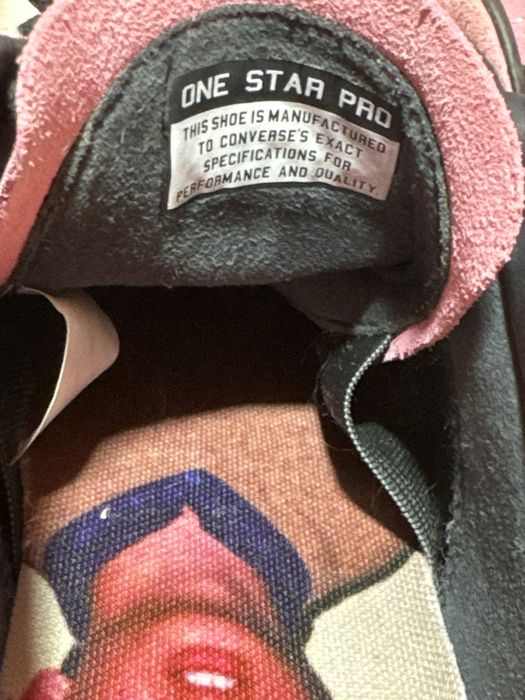 ONE STAR PRO
THIS SHOE IS MANUFACTURED
TO CONVERSE'S EXACT
SPECIFICATIONS FOR
PERFORMANCE AND QUALITY